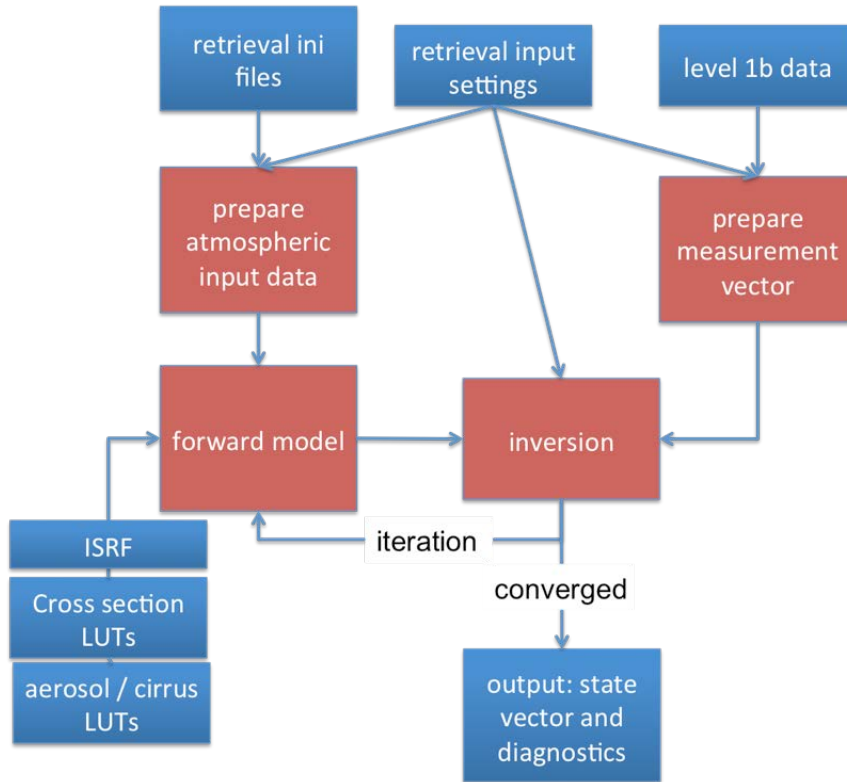 retrieval ini
files
retrieval input
settings
level 1b data
prepare
atmospheric
input data
prepare
measurement
vector
forward model
inversion
iteration
converged
ISRF
Cross section
LUTs
aerosol / cirrus
LUTs
output: state
vector and
diagnostics